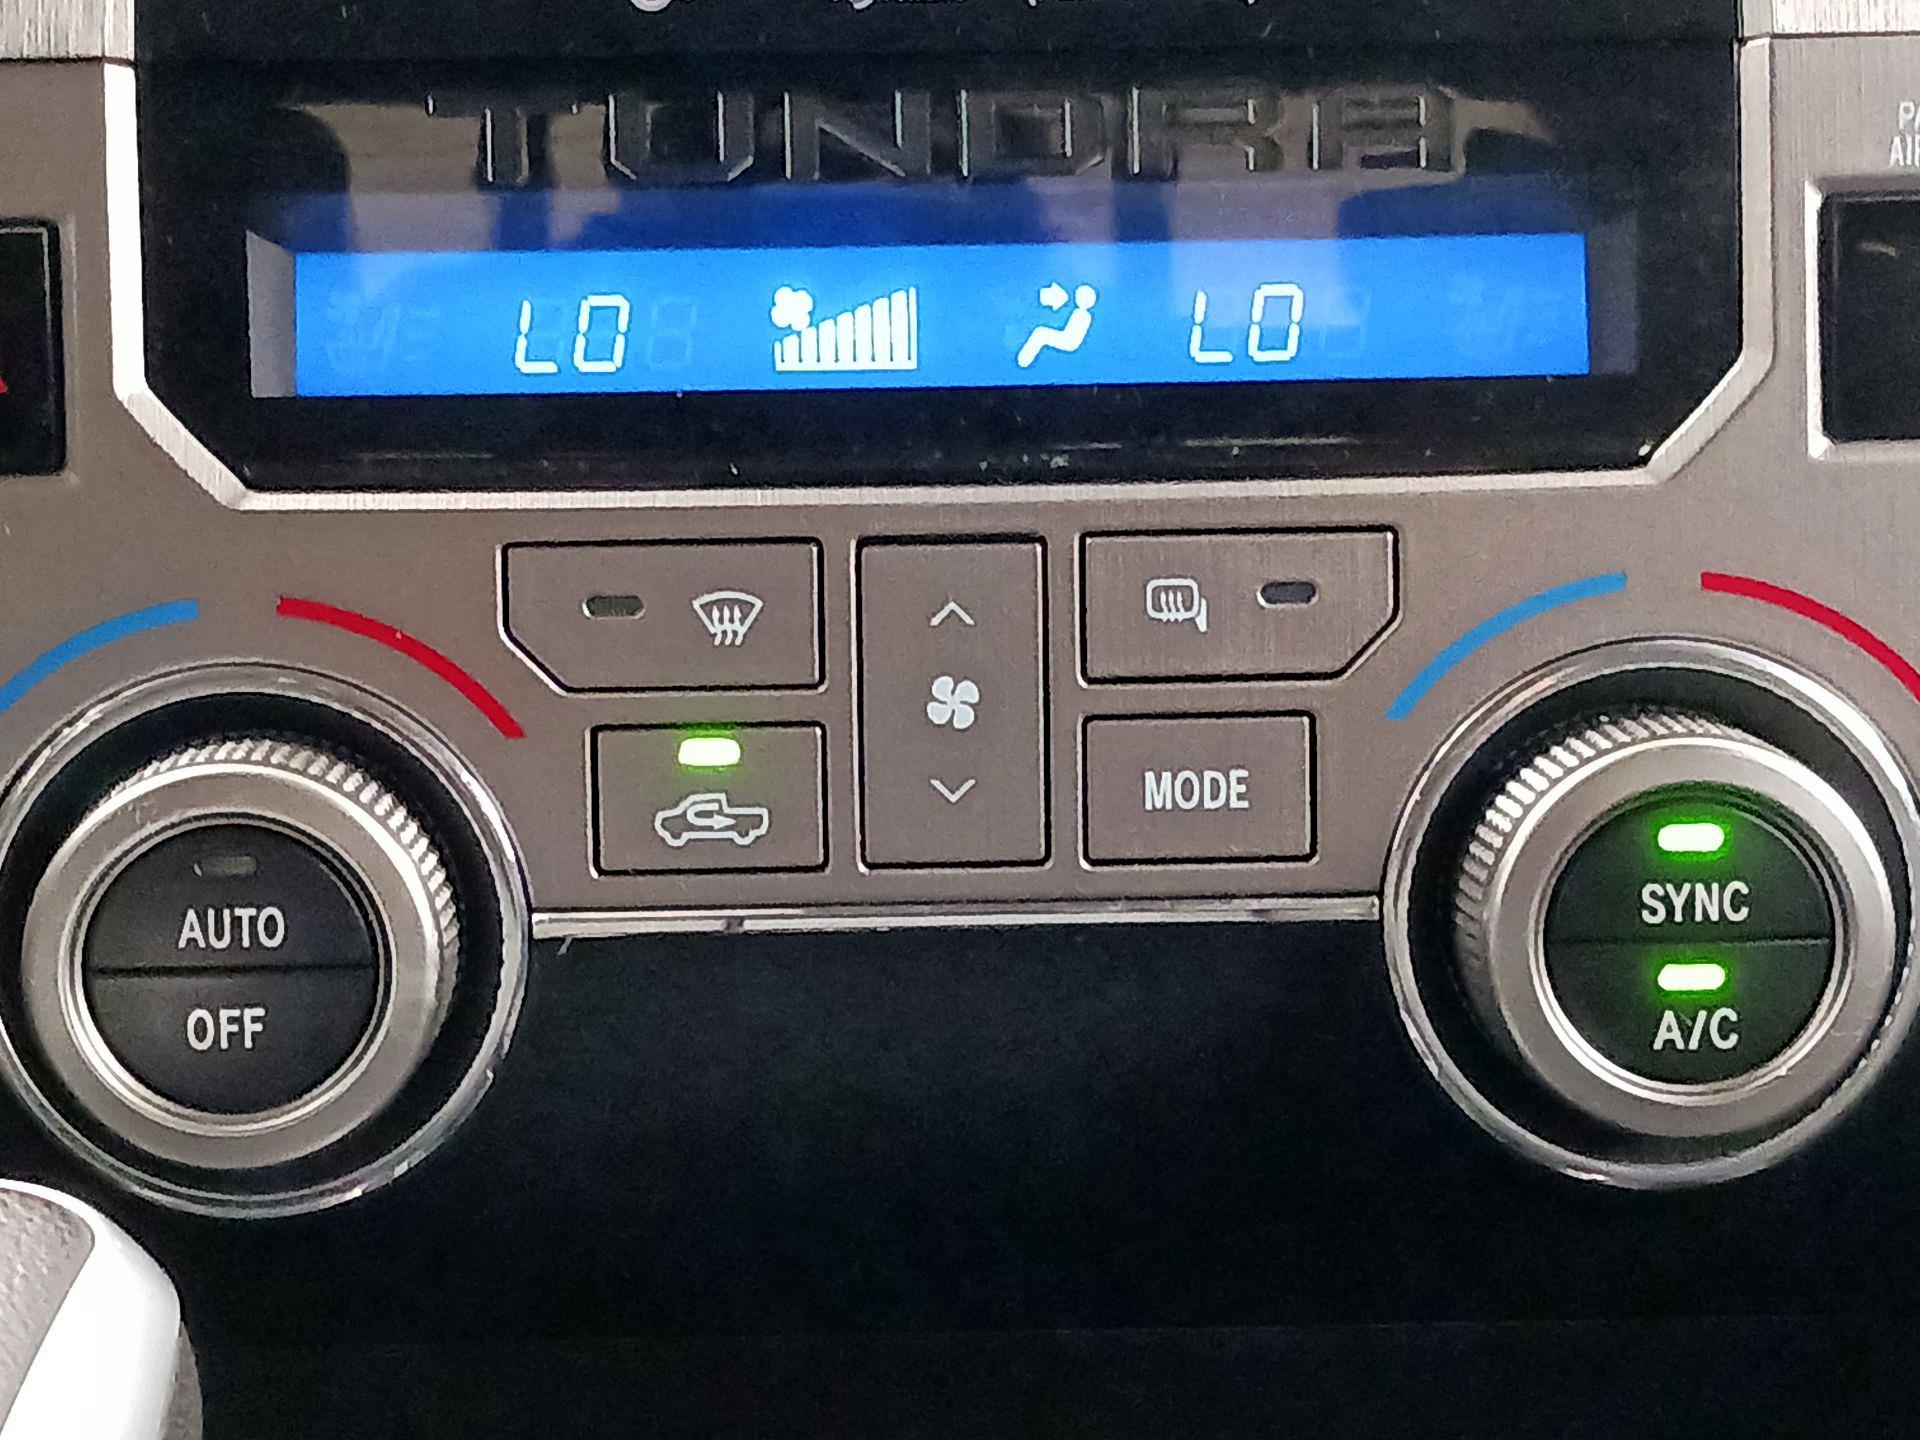 TUNDRA
LO LO
MODE
AUTO
OFF
SYNC
A/C